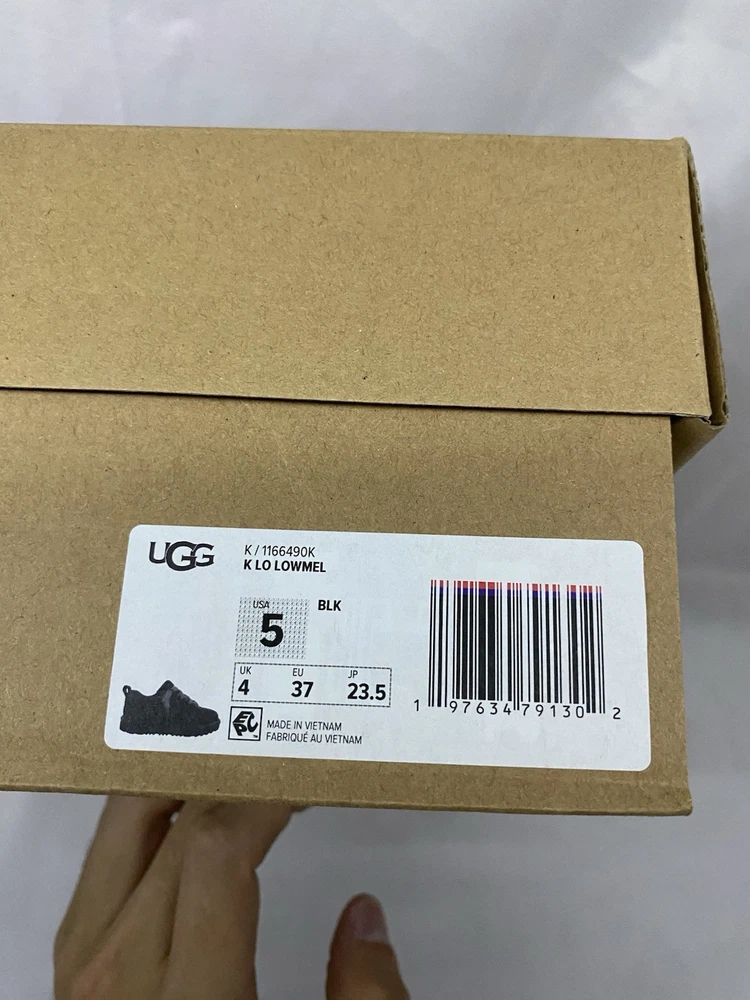 UGG
K / 1166490K
K LO LOWMEL
USA
5
BLK
UK EU JP
4 37 23.5
MADE IN VIETNAM
FABRIQUÉ AU VIETNAM
1 97634 79130 2